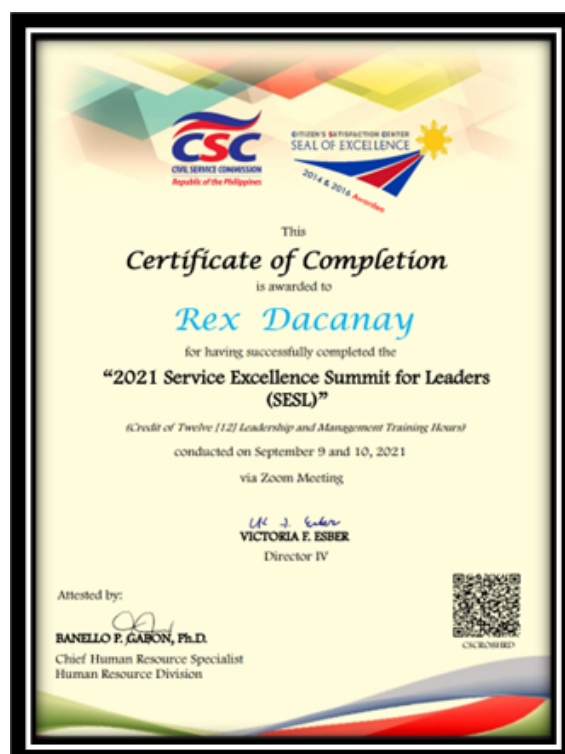 CSC
CIVIL SERVICE COMMISSION
Republic of the Philippines
CITIZEN'S SATISFACTION CENTER
SEAL OF EXCELLENCE
2014 & 2016 Awardee
This
Certificate of Completion
is awarded to
Rex Dacanay
for having successfully completed the
“2021 Service Excellence Summit for Leaders
(SESL)”
(Credit of Twelve [12] Leadership and Management Training Hours)
conducted on September 9 and 10, 2021
via Zoom Meeting
VICTORIA F. ESBER
Director IV
Attested by:
BANELLO P. GABON, Ph.D.
Chief Human Resource Specialist
Human Resource Division
CSCROSHRD